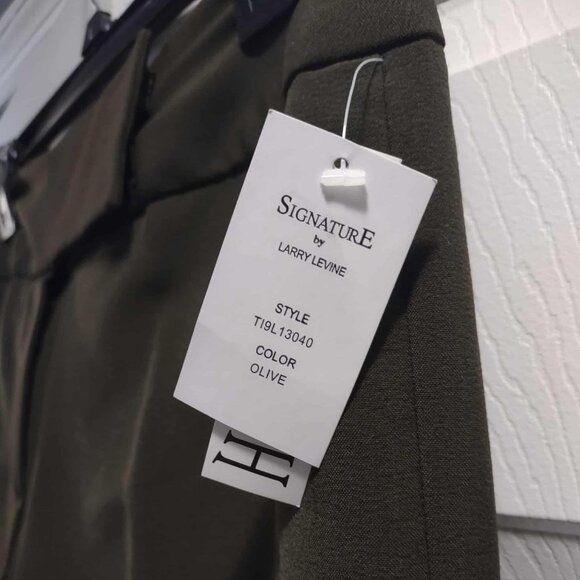 SIGNATURE
by
LARRY LEVINE
STYLE
TI9L13040
COLOR
OLIVE
H